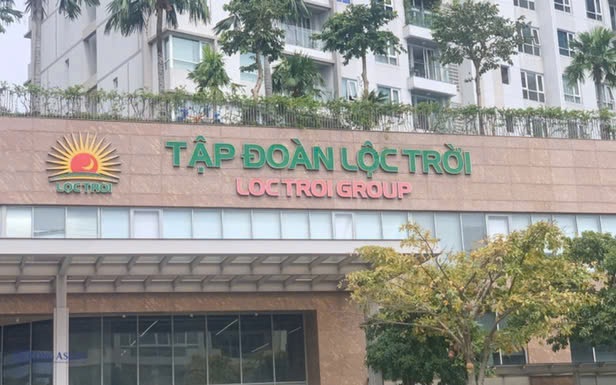 TẬP ĐOÀN LỘC TRỜI
LOC TROI GROUP
LỘC TRỜI